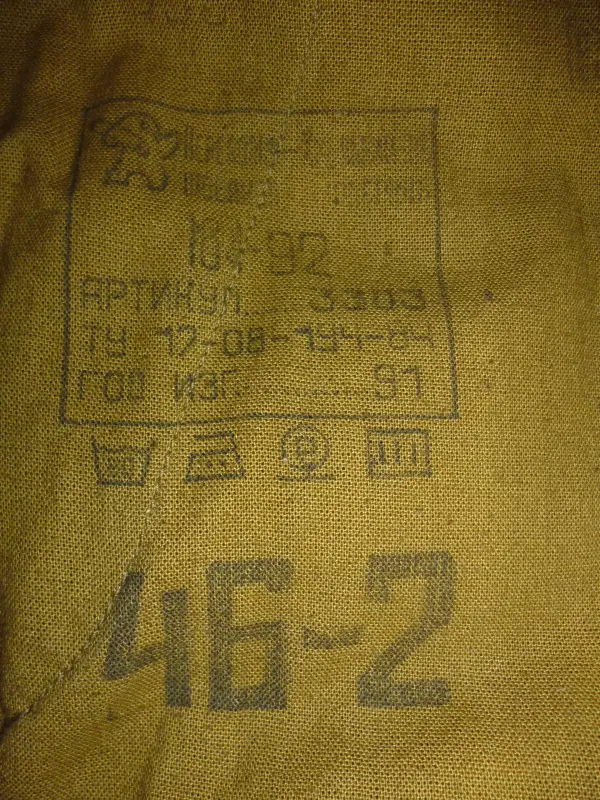 104-92
АРТИКУЛ......3303
ТУ 17-08-194-84
ГОД ИЗГ.............91
46-2